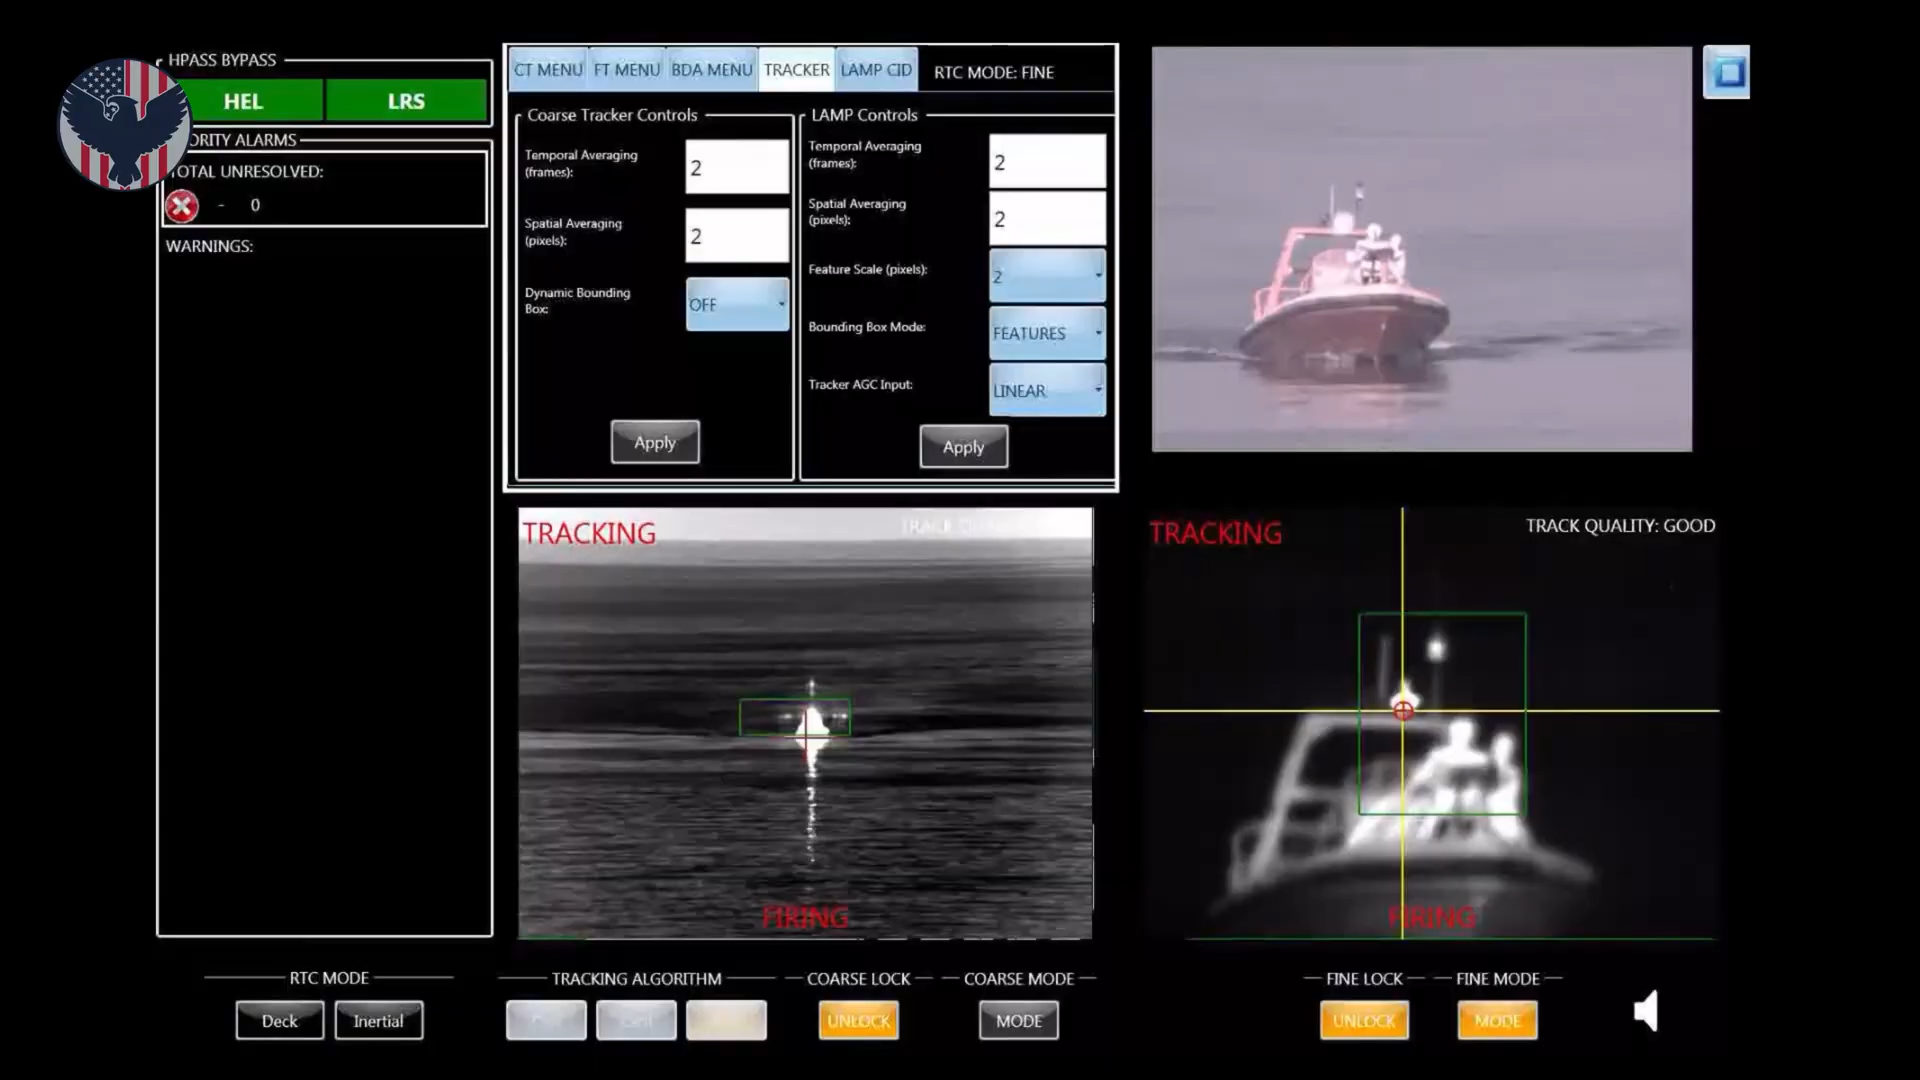 HPASS BYPASS
HEL
LRS
ORITY ALARMS
TOTAL UNRESOLVED:
- 0
WARNINGS:
CT MENU
FT MENU
BDA MENU
TRACKER
LAMP CID
RTC MODE: FINE
Coarse Tracker Controls
Temporal Averaging
(frames):
2
Spatial Averaging
(pixels):
2
Dynamic Bounding
Box:
OFF
Apply
LAMP Controls
Temporal Averaging
(frames):
2
Spatial Averaging
(pixels):
2
Feature Scale (pixels):
2
Bounding Box Mode:
FEATURES
Tracker AGC Input:
LINEAR
Apply
TRACKING
FIRING
TRACKING
TRACK QUALITY: GOOD
FIRING
RTC MODE
Deck
Inertial
TRACKING ALGORITHM
COARSE LOCK
UNLOCK
COARSE MODE
MODE
FINE LOCK
UNLOCK
FINE MODE
MODE